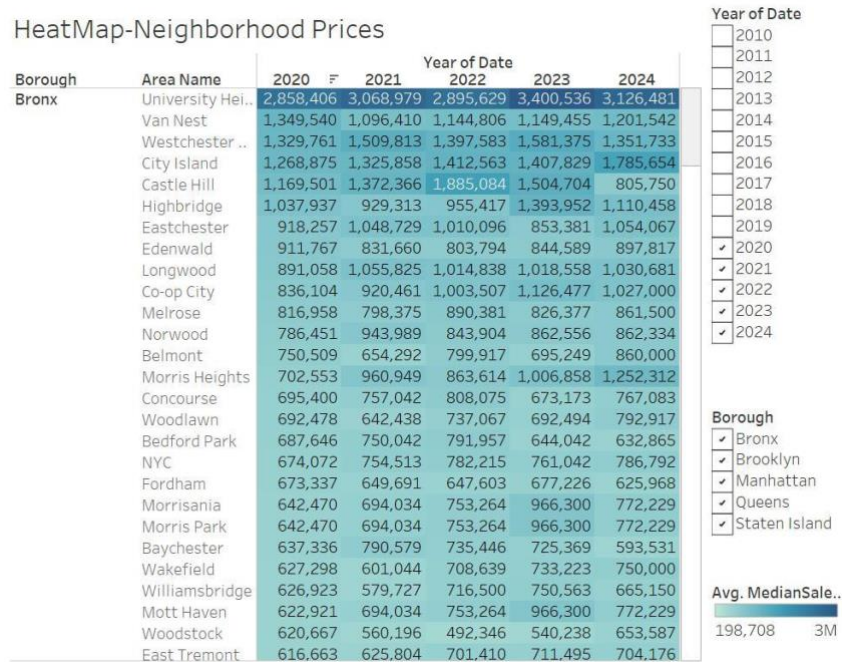 HeatMap-Neighborhood Prices
Year of Date
Borough Area Name 2020 2021 2022 2023 2024
Bronx University Hei.. 2,858,406 3,068,979 2,895,629 3,400,536 3,126,481
Van Nest 1,349,540 1,096,410 1,144,806 1,149,455 1,201,542
Westchester .. 1,329,761 1,509,813 1,397,583 1,581,375 1,351,733
City Island 1,268,875 1,325,858 1,412,563 1,407,829 1,785,654
Castle Hill 1,169,501 1,372,366 1,885,084 1,504,704 805,750
Highbridge 1,037,937 929,313 955,417 1,393,952 1,110,458
Eastchester 918,257 1,048,729 1,010,096 853,381 1,054,067
Edenwald 911,767 831,660 803,794 844,589 897,817
Longwood 891,058 1,055,825 1,014,838 1,018,558 1,030,681
Co-op City 836,104 920,461 1,003,507 1,126,477 1,027,000
Melrose 816,958 798,375 890,381 826,377 861,500
Norwood 786,451 943,989 843,904 862,556 862,334
Belmont 750,509 654,292 799,917 695,249 860,000
Morris Heights 702,553 960,949 863,614 1,006,858 1,252,312
Concourse 695,400 757,042 808,075 673,173 767,083
Woodlawn 692,478 642,438 737,067 692,494 792,917
Bedford Park 687,646 750,042 791,957 644,042 632,865
NYC 674,072 754,513 782,215 761,042 786,792
Fordham 673,337 649,691 647,603 677,226 625,968
Morrisania 642,470 694,034 753,264 966,300 772,229
Morris Park 642,470 694,034 753,264 966,300 772,229
Baychester 637,336 790,579 735,446 725,369 593,531
Wakefield 627,298 601,044 708,639 733,223 750,000
Williamsbridge 626,923 579,727 716,500 750,563 665,150
Mott Haven 622,921 694,034 753,264 966,300 772,229
Woodstock 620,667 560,196 492,346 540,238 653,587
East Tremont 616,663 625,804 701,410 711,495 704,176
Year of Date
2010
2011
2012
2013
2014
2015
2016
2017
2018
2019
2020
2021
2022
2023
2024
Borough
Bronx
Brooklyn
Manhattan
Queens
Staten Island
Avg. MedianSale..
198,708 3M